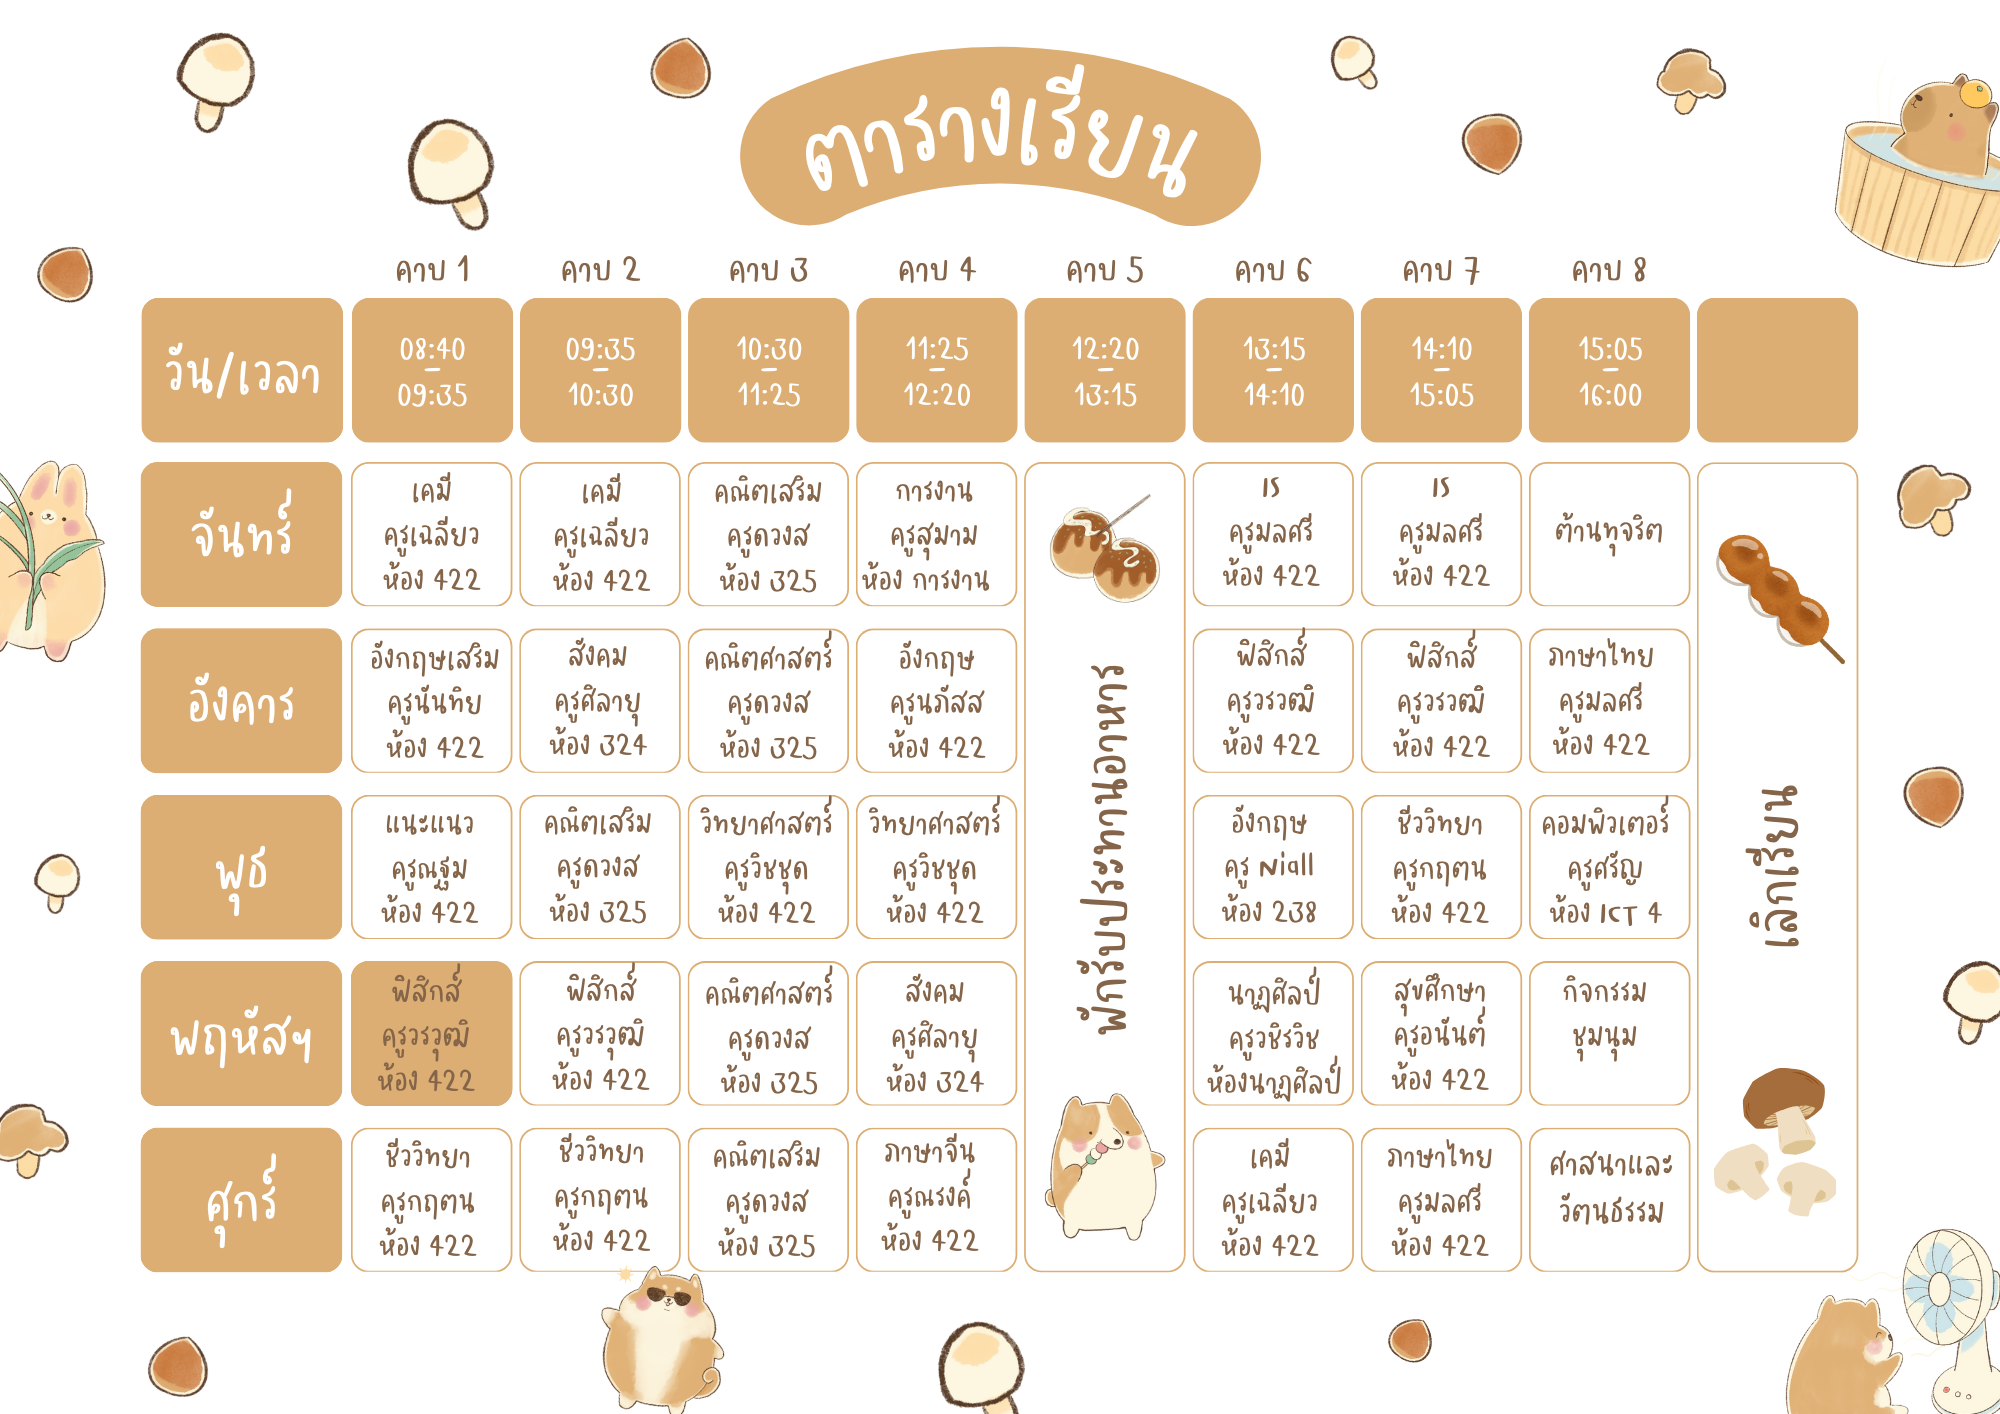 ตารางเรียน
คาบ 1 คาบ 2 คาบ 3 คาบ 4 คาบ 5 คาบ 6 คาบ 7 คาบ 8
วัน/เวลา
08:40 – 09:35
09:35 – 10:30
10:30 – 11:25
11:25 – 12:20
12:20 – 13:15
13:15 – 14:10
14:10 – 15:05
15:05 – 16:00
จันทร์
เคมี
ครูเฉลียว
ห้อง 422
เคมี
ครูเฉลียว
ห้อง 422
คณิตเสริม
ครูดวงส
ห้อง 325
การงาน
ครูสุมาม
ห้อง การงาน
พักรับประทานอาหาร
IS
ครูมลศรี
ห้อง 422
IS
ครูมลศรี
ห้อง 422
ต้านทุจริต
เลิกเรียน
อังคาร
อังกฤษเสริม
ครูนันทิย
ห้อง 422
สังคม
ครูศิลายุ
ห้อง 324
คณิตศาสตร์
ครูดวงส
ห้อง 325
อังกฤษ
ครูนภัสส
ห้อง 422
ฟิสิกส์
ครูวรวุฒิ
ห้อง 422
ฟิสิกส์
ครูวรวุฒิ
ห้อง 422
ภาษาไทย
ครูมลศรี
ห้อง 422
พุธ
แนะแนว
ครูณฐม
ห้อง 422
คณิตเสริม
ครูดวงส
ห้อง 325
วิทยาศาสตร์
ครูวิชชุด
ห้อง 422
วิทยาศาสตร์
ครูวิชชุด
ห้อง 422
อังกฤษ
ครู Niall
ห้อง 238
ชีววิทยา
ครูกฤตน
ห้อง 422
คอมพิวเตอร์
ครูศรัญ
ห้อง ICT 4
พฤหัสฯ
ฟิสิกส์
ครูวรวุฒิ
ห้อง 422
ฟิสิกส์
ครูวรวุฒิ
ห้อง 422
คณิตศาสตร์
ครูดวงส
ห้อง 325
สังคม
ครูศิลายุ
ห้อง 324
นาฏศิลป์
ครูวชิรวิช
ห้องนาฏศิลป์
สุขศึกษา
ครูอนันต์
ห้อง 422
กิจกรรม
ชุมนุม
ศุกร์
ชีววิทยา
ครูกฤตน
ห้อง 422
ชีววิทยา
ครูกฤตน
ห้อง 422
คณิตเสริม
ครูดวงส
ห้อง 325
ภาษาจีน
ครูณรงค์
ห้อง 422
เคมี
ครูเฉลียว
ห้อง 422
ภาษาไทย
ครูมลศรี
ห้อง 422
ศาสนาและ
วัฒนธรรม